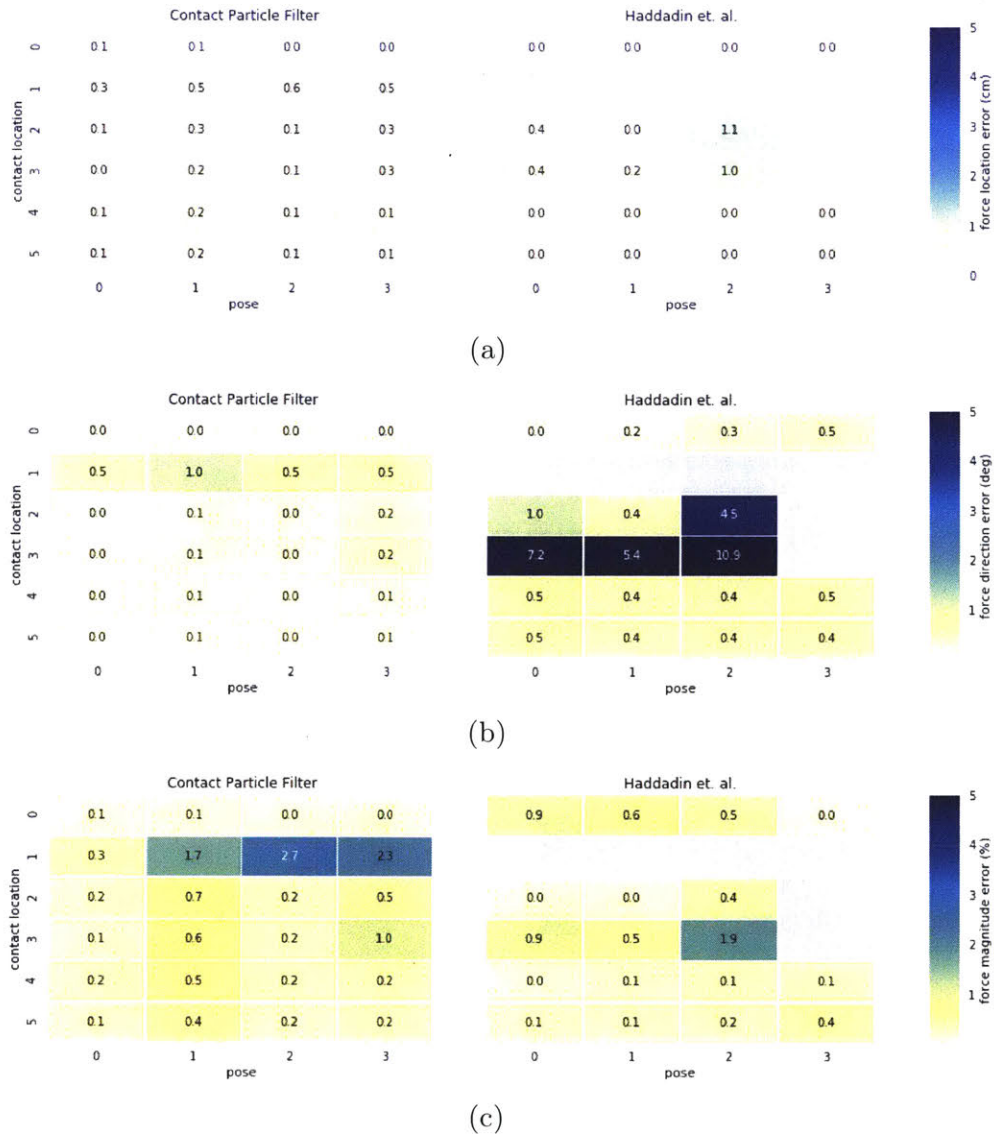 Contact Particle Filter
Haddadin et. al.
0 0.1 0.1 0.0 0.0 0.0 0.0 0.0 0.0
1 0.3 0.5 0.6 0.5
2 0.1 0.3 0.1 0.3 0.4 0.0 1.1
3 0.0 0.2 0.1 0.3 0.4 0.2 1.0
4 0.1 0.2 0.1 0.1 0.0 0.0 0.0 0.0
5 0.1 0.2 0.1 0.1 0.0 0.0 0.0 0.0
0 1 2 3 0 1 2 3
contact location
pose
pose
5
4
3
2
1
0
force location error (cm)
(a)
Contact Particle Filter
Haddadin et. al.
0 0.0 0.0 0.0 0.0 0.0 0.2 0.3 0.5
1 0.5 1.0 0.5 0.5
2 0.0 0.1 0.0 0.2 1.0 0.4 4.5
3 0.0 0.1 0.0 0.2 7.2 5.4 10.9
4 0.0 0.1 0.0 0.1 0.5 0.4 0.4 0.5
5 0.0 0.1 0.0 0.1 0.5 0.4 0.4 0.4
0 1 2 3 0 1 2 3
contact location
pose
pose
5
4
3
2
1
force direction error (deg)
(b)
Contact Particle Filter
Haddadin et. al.
0 0.1 0.1 0.0 0.0 0.9 0.6 0.5 0.0
1 0.3 1.7 2.7 2.3
2 0.2 0.7 0.2 0.5 0.0 0.0 0.4
3 0.1 0.6 0.2 1.0 0.9 0.5 1.9
4 0.2 0.5 0.2 0.2 0.0 0.1 0.1 0.1
5 0.1 0.4 0.2 0.2 0.1 0.1 0.2 0.4
0 1 2 3 0 1 2 3
contact location
pose
pose
5
4
3
2
1
force magnitude error (%)
(c)